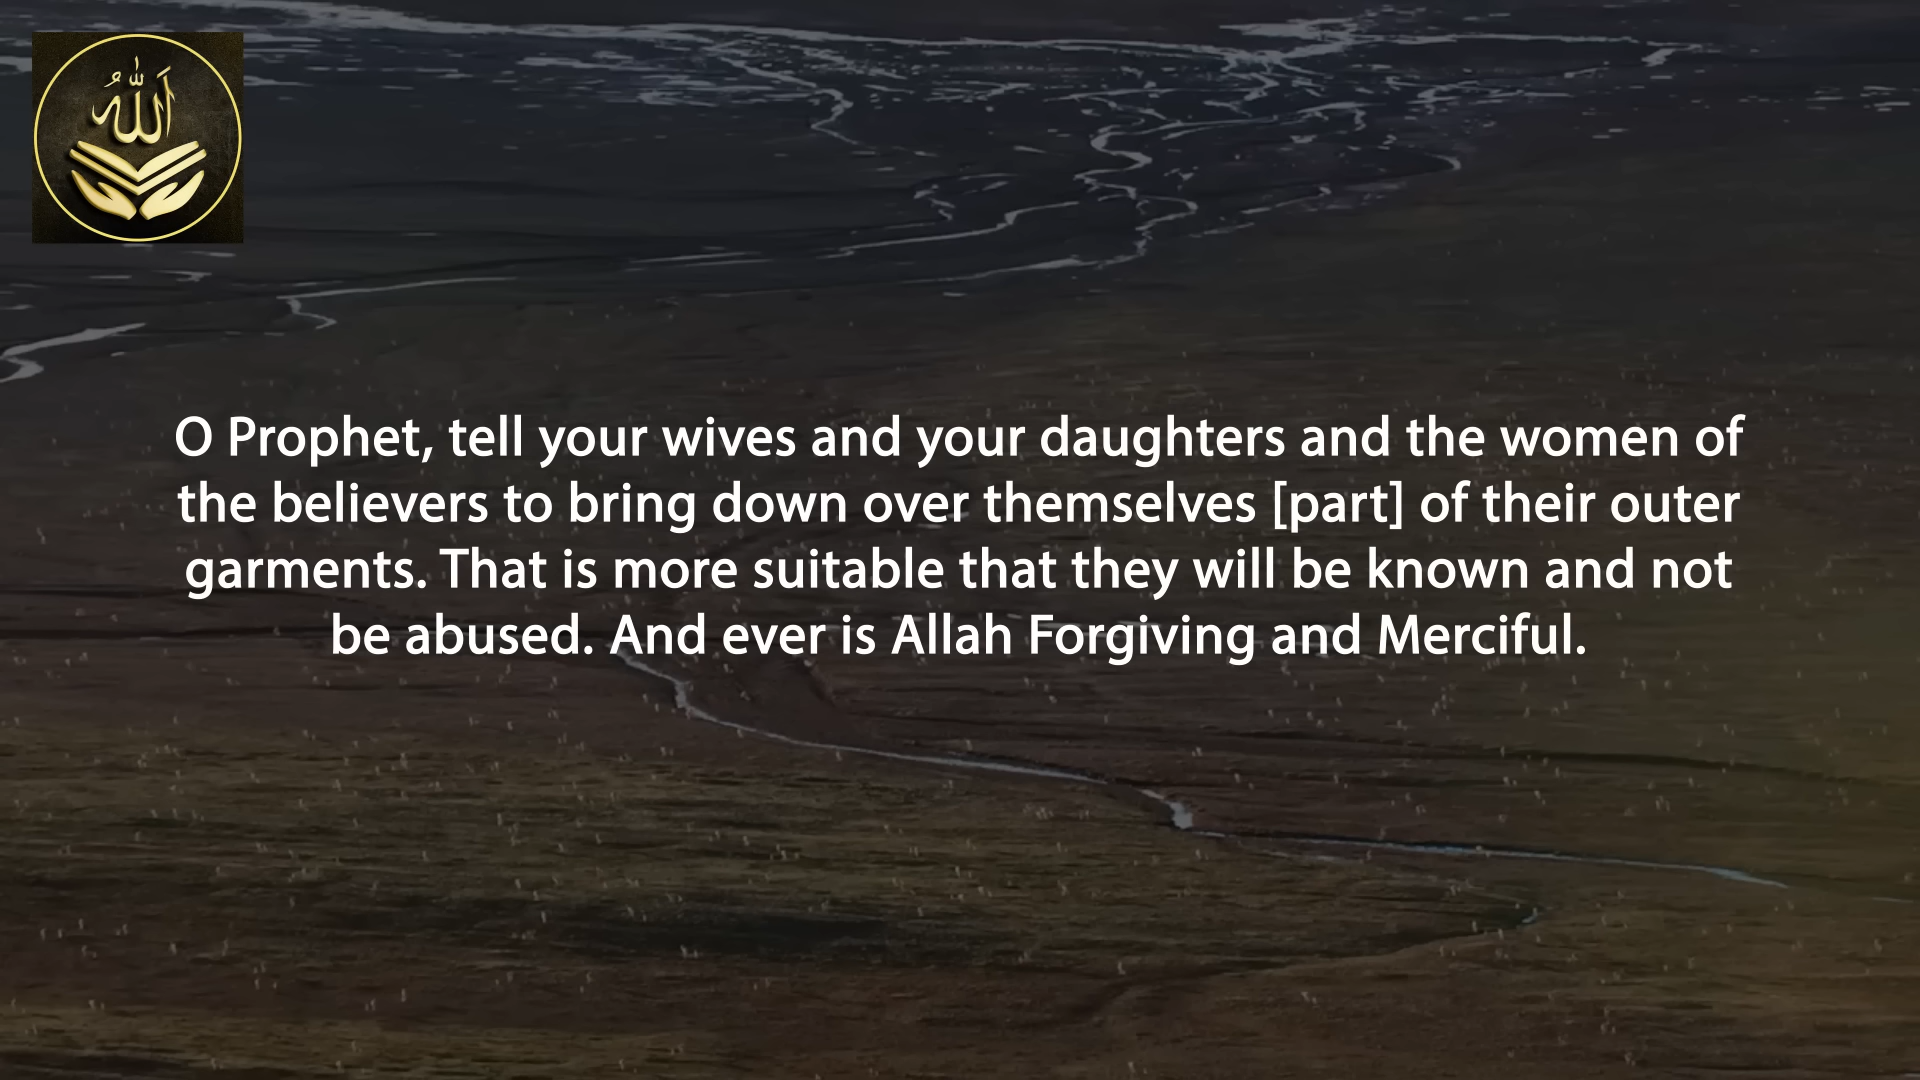 الله
O Prophet, tell your wives and your daughters and the women of
the believers to bring down over themselves [part] of their outer
garments. That is more suitable that they will be known and not
be abused. And ever is Allah Forgiving and Merciful.